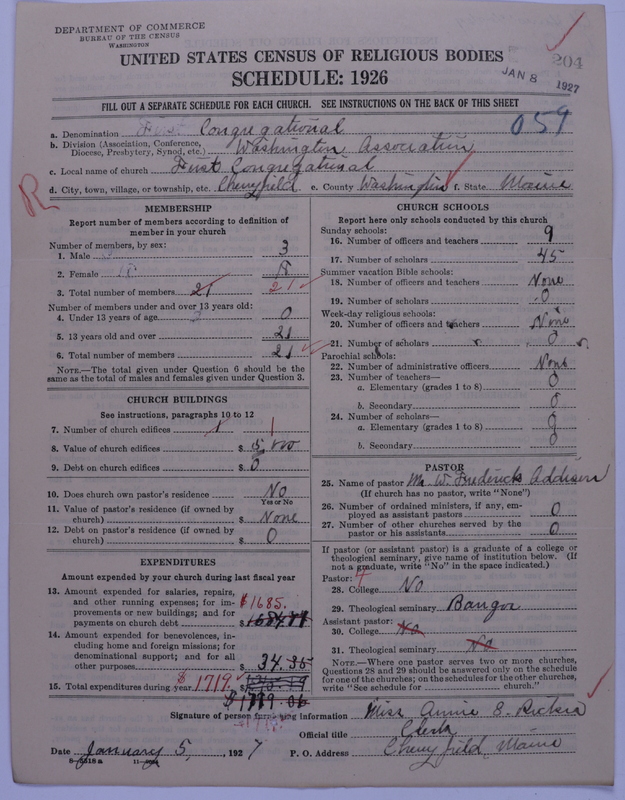 DEPARTMENT OF COMMERCE
BUREAU OF THE CENSUS
WASHINGTON
204
UNITED STATES CENSUS OF RELIGIOUS BODIES
SCHEDULE: 1926
JAN 8 1927
FILL OUT A SEPARATE SCHEDULE FOR EACH CHURCH. SEE INSTRUCTIONS ON THE BACK OF THIS SHEET
059
a. Denomination First Congregational
b. Division (Association, Conference, Diocese, Presbytery, Synod, etc.) Washington Association
c. Local name of church First Congregational
d. City, town, village, or township, etc. Cherryfield e. County Washington f. State Maine
R
MEMBERSHIP
Report number of members according to definition of
member in your church
Number of members, by sex:
1. Male 3
2. Female 18
3. Total number of members 21 21
Number of members under and over 13 years old:
4. Under 13 years of age 0
5. 13 years old and over 21
6. Total number of members 21
NOTE.—The total given under Question 6 should be the
same as the total of males and females given under Question 3.
CHURCH BUILDINGS
See instructions, paragraphs 10 to 12
7. Number of church edifices 1 1
8. Value of church edifices $ 5,000
9. Debt on church edifices $ 0
10. Does church own pastor's residence No
Yes or No
11. Value of pastor's residence (if owned by
church) $ None
12. Debt on pastor's residence (if owned by
church) $ 0
EXPENDITURES
Amount expended by your church during last fiscal year
13. Amount expended for salaries, repairs,
and other running expenses; for im-
provements or new buildings; and for
payments on church debt $1685.
14. Amount expended for benevolences, in-
cluding home and foreign missions; for
denominational support; and for all
other purposes $ 34.35
15. Total expenditures during year $1719
CHURCH SCHOOLS
Report here only schools conducted by this church
Sunday schools:
16. Number of officers and teachers 9
17. Number of scholars 45
Summer vacation Bible schools:
18. Number of officers and teachers None
19. Number of scholars 0
Week-day religious schools:
20. Number of officers and teachers None
21. Number of scholars 0
Parochial schools:
22. Number of administrative officers None
23. Number of teachers—
a. Elementary (grades 1 to 8) 0
b. Secondary 0
24. Number of scholars—
a. Elementary (grades 1 to 8) 0
b. Secondary 0
PASTOR
25. Name of pastor Mr W. Frederick Addison
(If church has no pastor, write "None")
26. Number of ordained ministers, if any, em-
ployed as assistant pastors 0
27. Number of other churches served by the
pastor or his assistants 0
If pastor (or assistant pastor) is a graduate of a college or
theological seminary, give name of institution below. (If
not a graduate, write "No" in the space indicated.)
Pastor:
28. College No
29. Theological seminary Bangor
Assistant pastor:
30. College No
31. Theological seminary No
NOTE.—Where one pastor serves two or more churches,
Questions 28 and 29 should be answered only on the schedule
for one of the churches; on the schedules for the other churches,
write "See schedule for church."
Signature of person furnishing information Miss Annie E. Ricker
Official title Clerk
Date January 5, 1927 P. O. Address Cherryfield, Maine